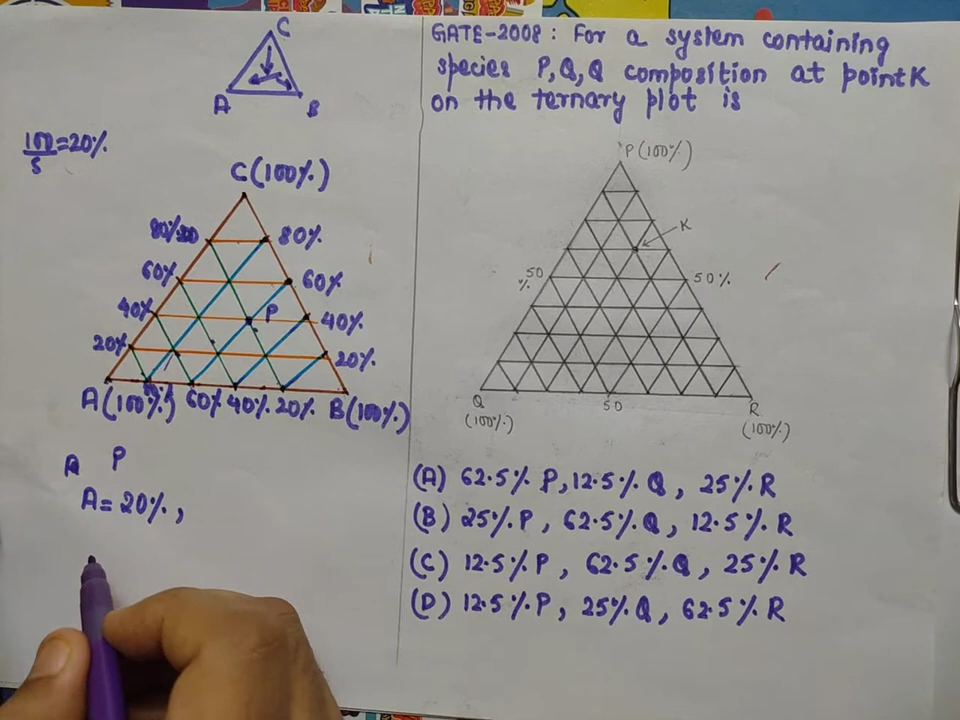 C
A
B
100/5=20%
C(100%)
80%
80%
60%
60%
40%
P
40%
20%
20%
A(100%)
60%
40%
20%
B(100%)
A P
A=20%,
GATE-2008: For a system containing
species P,Q,Q composition at point K
on the ternary plot is
P(100%)
K
50
%
50%
Q
(100%)
50
R
(100%)
(A) 62.5% P, 12.5% Q, 25% R
(B) 25% P, 62.5% Q, 12.5% R
(C) 12.5% P, 62.5% Q, 25% R
(D) 12.5% P, 25% Q, 62.5% R